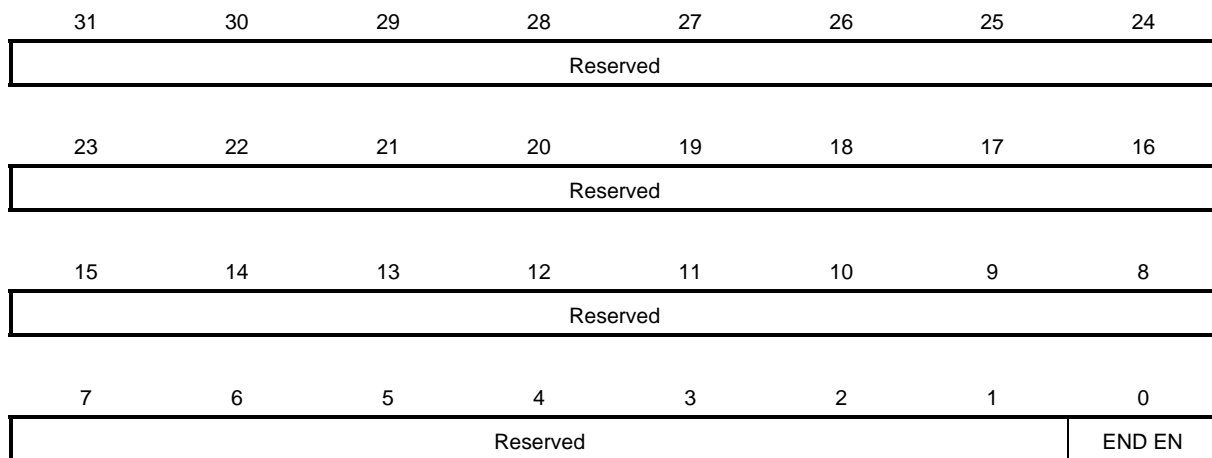 31 30 29 28 27 26 25 24
Reserved
23 22 21 20 19 18 17 16
Reserved
15 14 13 12 11 10 9 8
Reserved
7 6 5 4 3 2 1 0
Reserved END EN